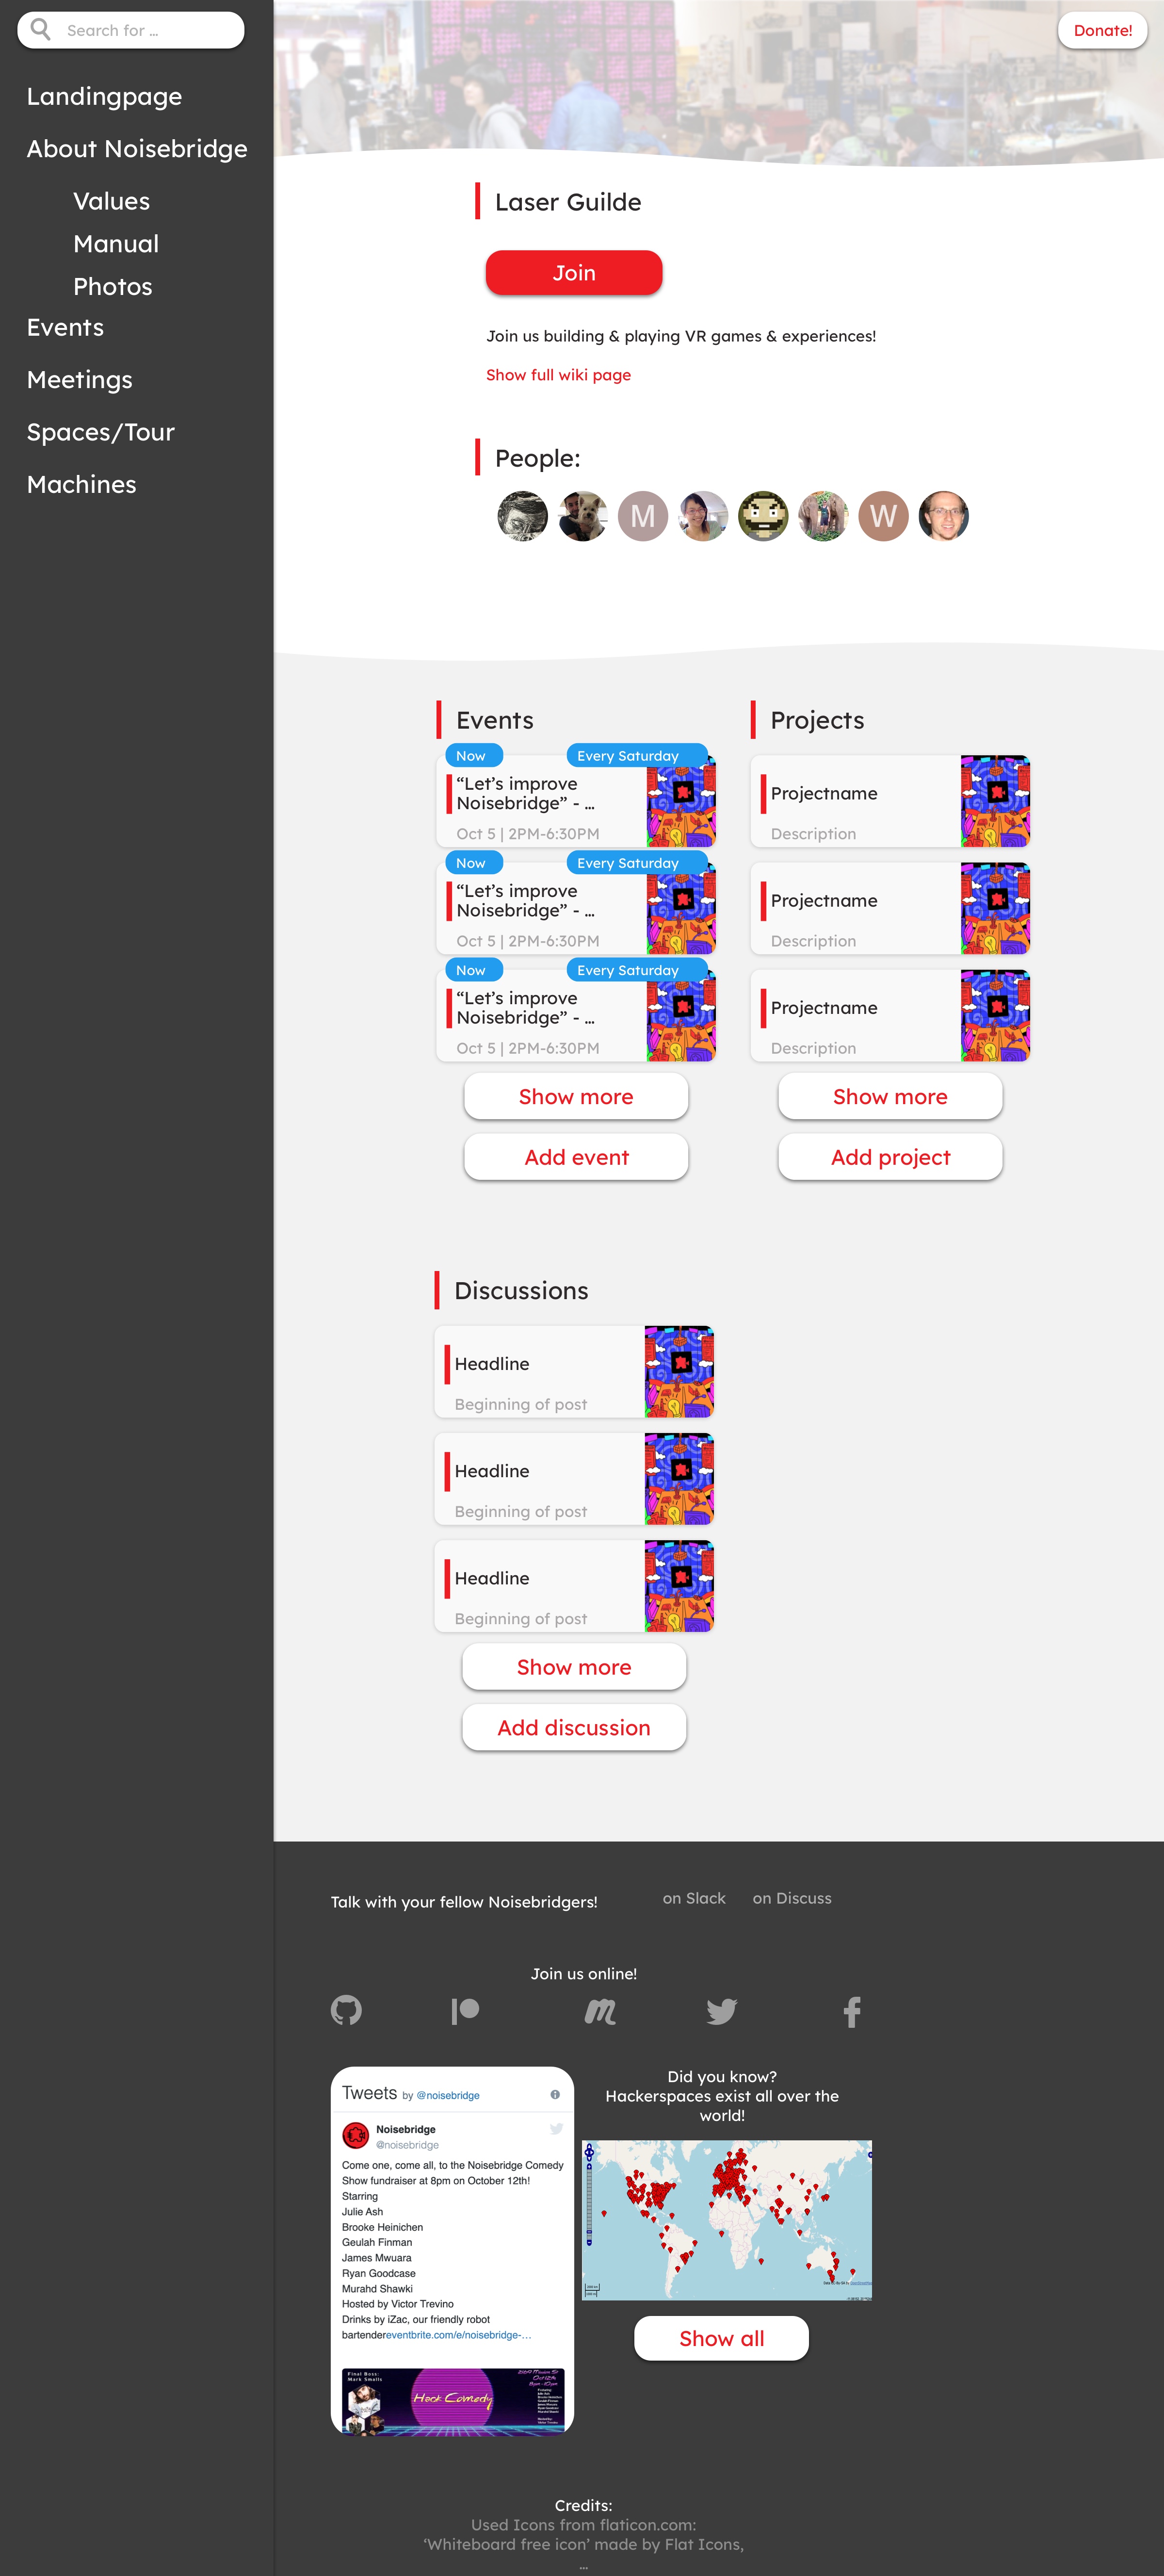 Search for ...
Donate!
Landingpage
About Noisebridge
Values
Manual
Photos
Events
Meetings
Spaces/Tour
Machines
Laser Guilde
Join
Join us building & playing VR games & experiences!
Show full wiki page
People:
M
W
Events
Now
Every Saturday
“Let’s improve
Noisebridge” - ...
Oct 5 | 2PM-6:30PM
Now
Every Saturday
“Let’s improve
Noisebridge” - ...
Oct 5 | 2PM-6:30PM
Now
Every Saturday
“Let’s improve
Noisebridge” - ...
Oct 5 | 2PM-6:30PM
Show more
Add event
Projects
Projectname
Description
Projectname
Description
Projectname
Description
Show more
Add project
Discussions
Headline
Beginning of post
Headline
Beginning of post
Headline
Beginning of post
Show more
Add discussion
Talk with your fellow Noisebridgers!
on Slack
on Discuss
Join us online!
Tweets by @noisebridge
Noisebridge
@noisebridge
Come one, come all, to the Noisebridge Comedy
Show fundraiser at 8pm on October 12th!
Starring
Julie Ash
Brooke Heinichen
Geulah Finman
James Mwuara
Ryan Goodcase
Murahd Shawki
Hosted by Victor Trevino
Drinks by iZac, our friendly robot
bartendereventbrite.com/e/noisebridge-...
Final Boss:
Mark Smalls
Hack Comedy
Did you know?
Hackerspaces exist all over the
world!
Show all
Credits:
Used Icons from flaticon.com:
‘Whiteboard free icon’ made by Flat Icons,
...